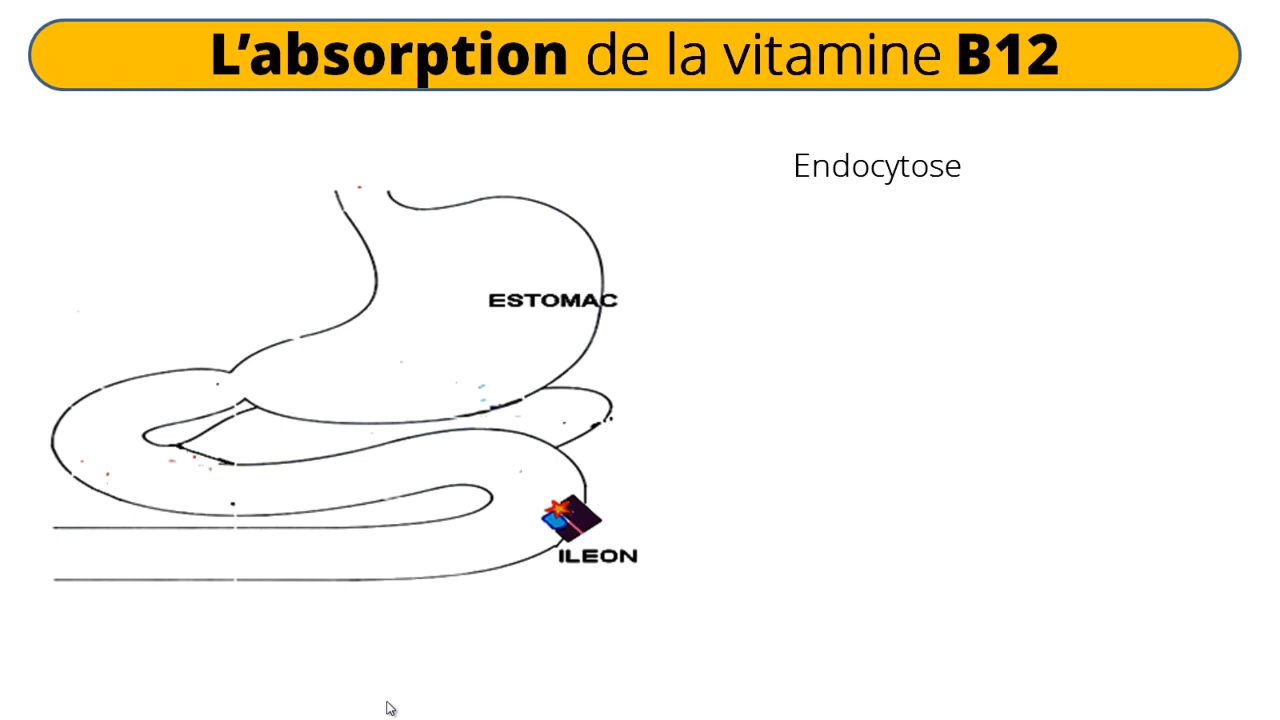 L’absorption de la vitamine B12
Endocytose
ESTOMAC
ILEON